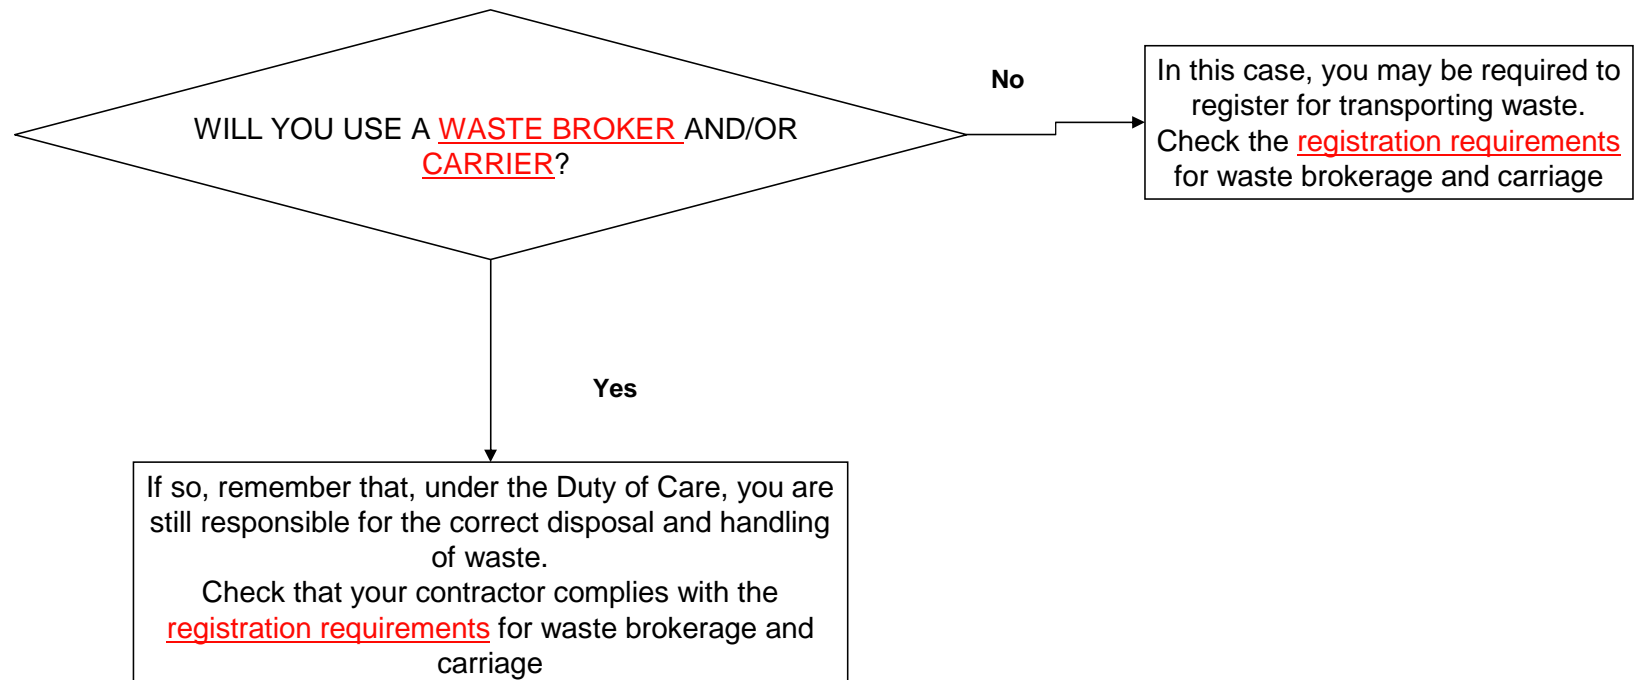 WILL YOU USE A WASTE BROKER AND/OR
CARRIER?
No
In this case, you may be required to
register for transporting waste.
Check the registration requirements
for waste brokerage and carriage
Yes
If so, remember that, under the Duty of Care, you are
still responsible for the correct disposal and handling
of waste.
Check that your contractor complies with the
registration requirements for waste brokerage and
carriage